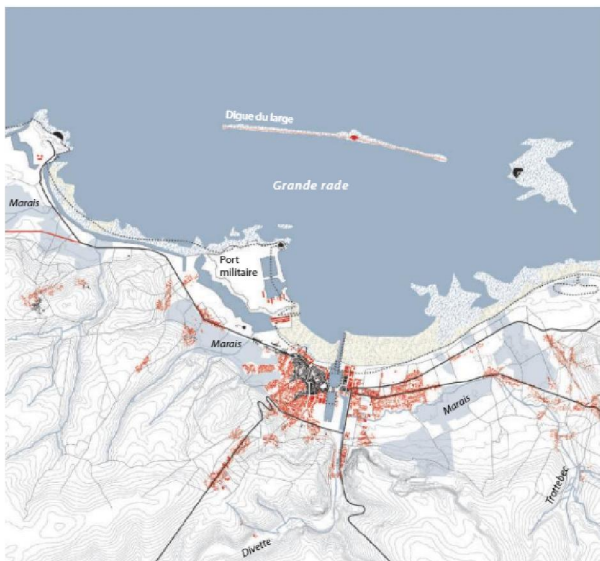 Digue du large
Grande rade
Marais
Port
militaire
Marais
Marais
Trottebec
Divette